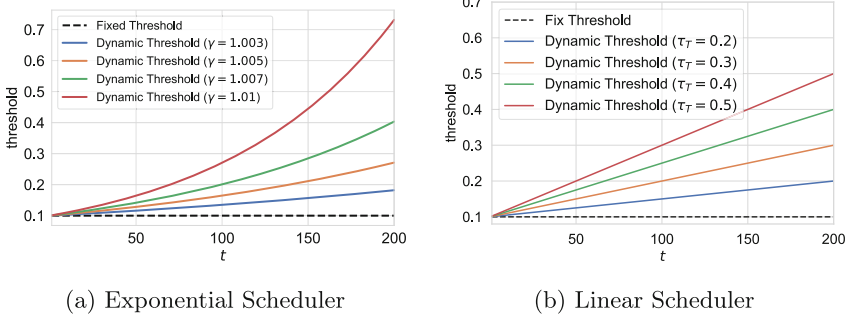 0.7
0.6
0.5
0.4
0.3
0.2
0.1
threshold
Fixed Threshold
Dynamic Threshold (γ = 1.003)
Dynamic Threshold (γ = 1.005)
Dynamic Threshold (γ = 1.007)
Dynamic Threshold (γ = 1.01)
50 100 150 200
t
(a) Exponential Scheduler
0.7
0.6
0.5
0.4
0.3
0.2
0.1
threshold
Fix Threshold
Dynamic Threshold (τ_T = 0.2)
Dynamic Threshold (τ_T = 0.3)
Dynamic Threshold (τ_T = 0.4)
Dynamic Threshold (τ_T = 0.5)
50 100 150 200
t
(b) Linear Scheduler